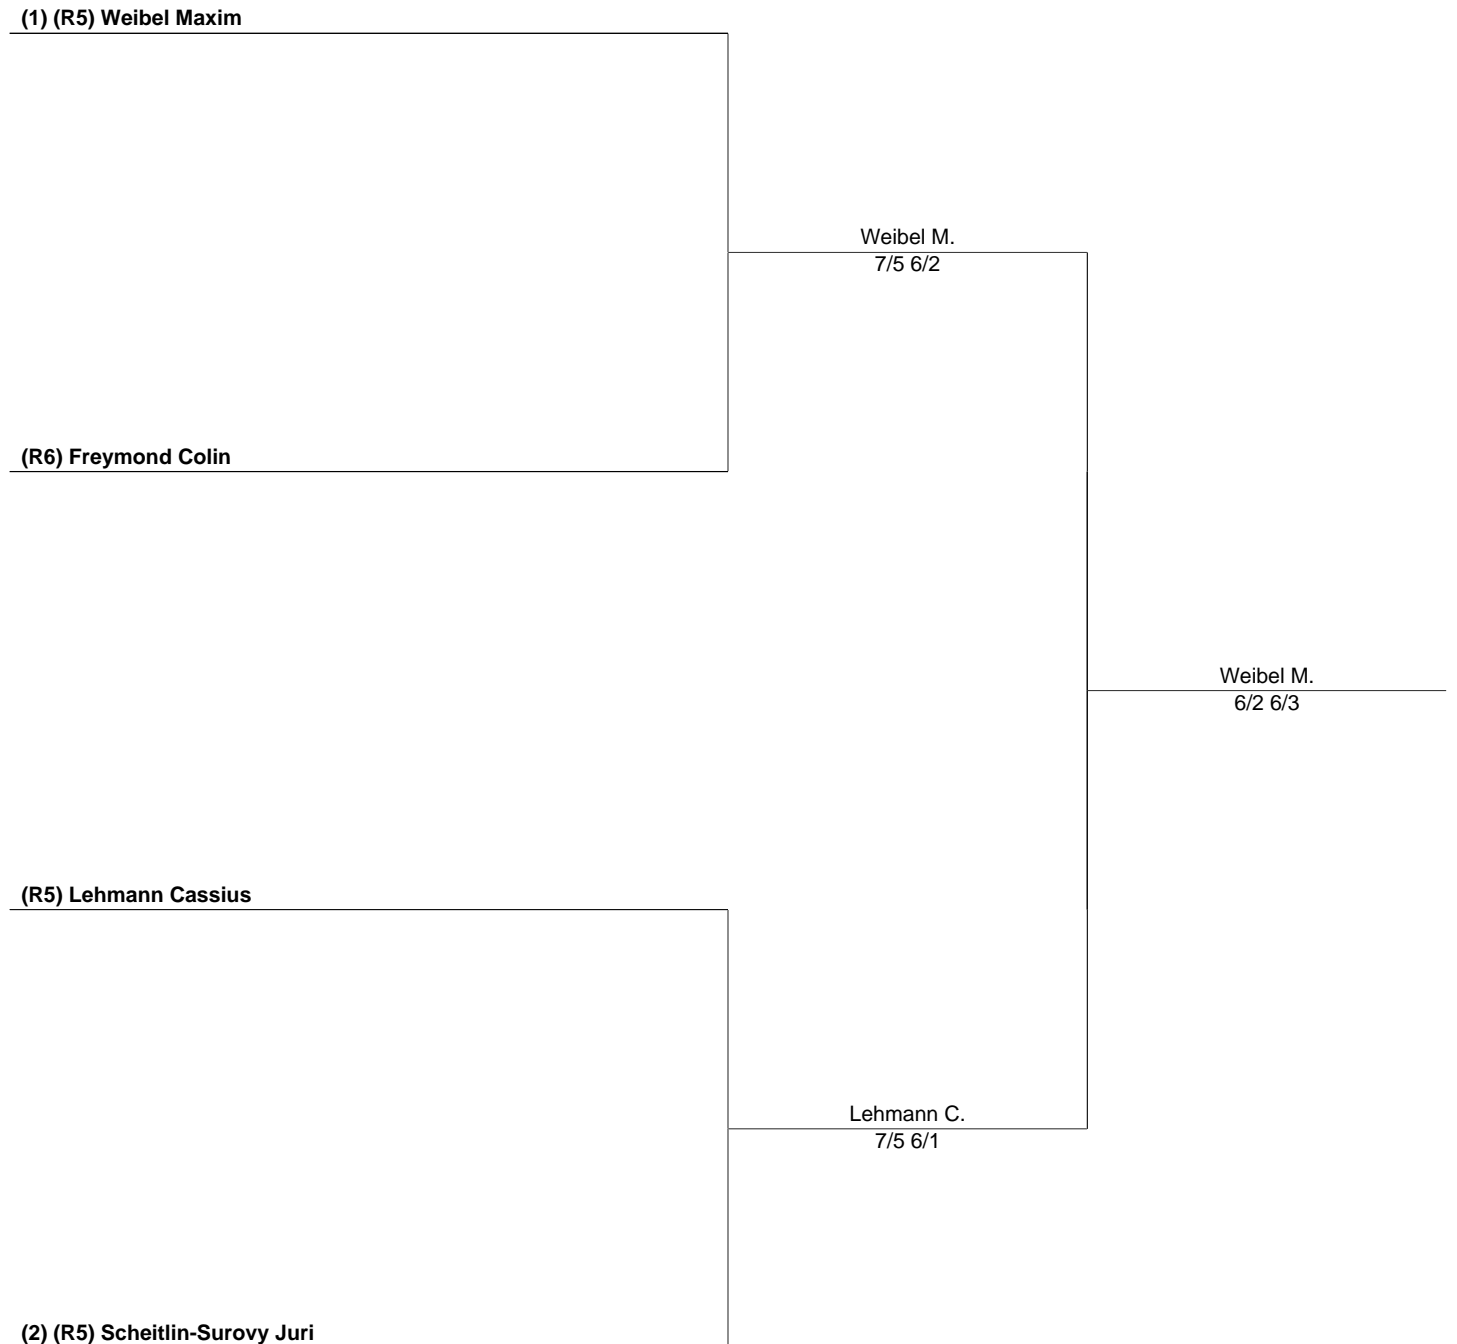 (1) (R5) Weibel Maxim
Weibel M.
7/5 6/2
(R6) Freymond Colin
Weibel M.
6/2 6/3
(R5) Lehmann Cassius
Lehmann C.
7/5 6/1
(2) (R5) Scheitlin-Surovy Juri